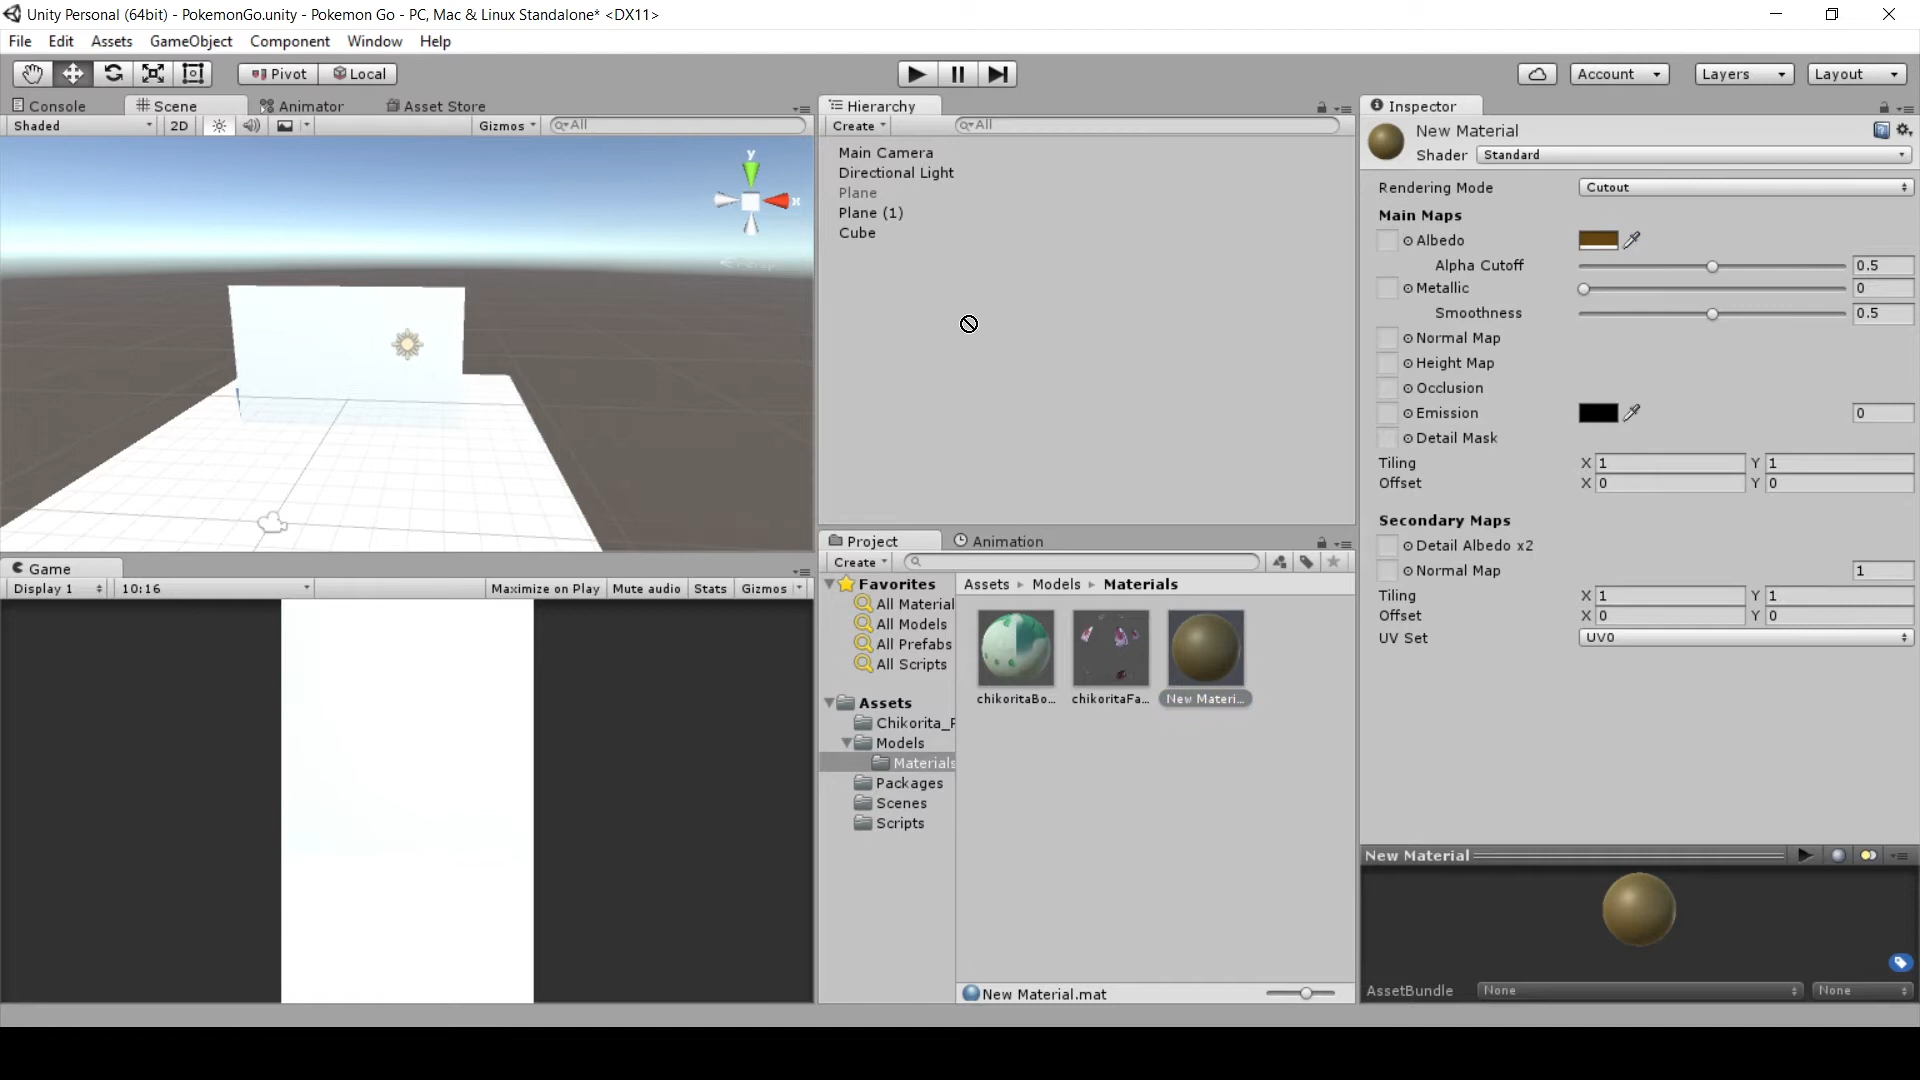 Unity Personal (64bit) - PokemonGo.unity - Pokemon Go - PC, Mac & Linux Standalone* <DX11>
File Edit Assets GameObject Component Window Help
Pivot Local Account Layers Layout
Console Scene Animator Asset Store
Shaded 2D Gizmos All
y
x
Persp
Hierarchy
Create All
Main Camera
Directional Light
Plane
Plane (1)
Cube
Inspector
New Material
Shader Standard
Rendering Mode Cutout
Main Maps
Albedo
Alpha Cutoff 0.5
Metallic 0
Smoothness 0.5
Normal Map
Height Map
Occlusion
Emission 0
Detail Mask
Tiling X 1 Y 1
Offset X 0 Y 0
Secondary Maps
Detail Albedo x2
Normal Map 1
Tiling X 1 Y 1
Offset X 0 Y 0
UV Set UV0
Game
Display 1 10:16 Maximize on Play Mute audio Stats Gizmos
Project Animation
Create
Favorites
All Material
All Models
All Prefabs
All Scripts
Assets
Chikorita_F
Models
Materials
Packages
Scenes
Scripts
Assets Models Materials
chikoritaBo... chikoritaFa... New Materi...
New Material.mat
New Material
AssetBundle None None